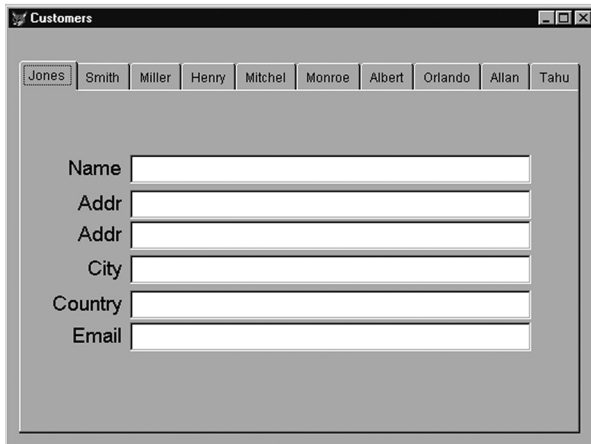 Customers
Jones Smith Miller Henry Mitchel Monroe Albert Orlando Allan Tahu
Name
Addr
Addr
City
Country
Email